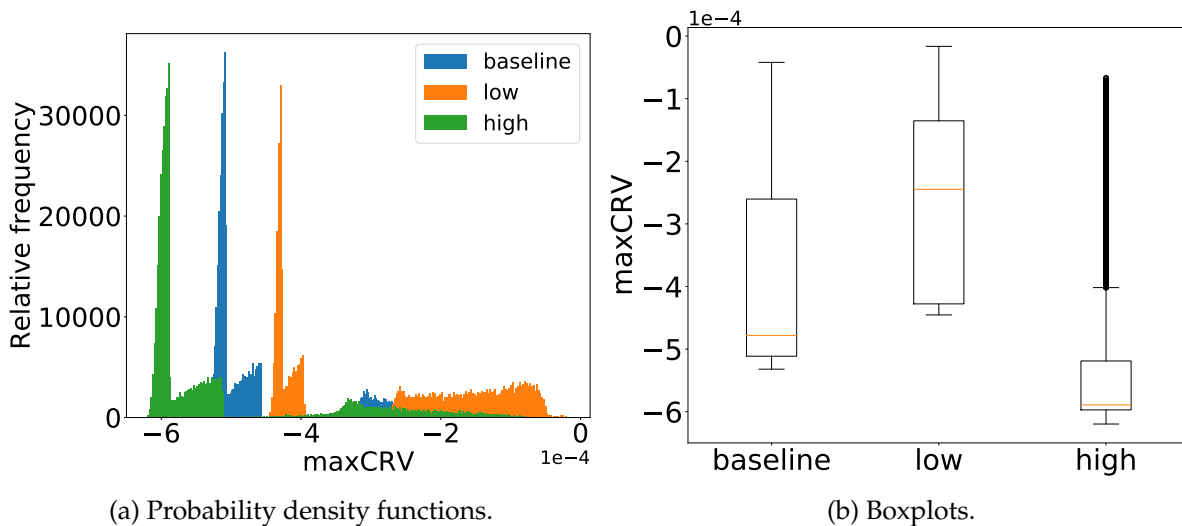 30000
20000
10000
0
Relative frequency
baseline
low
high
−6
−4
−2
0
1e−4
maxCRV
(a) Probability density functions.
1e−4
0
−1
−2
−3
−4
−5
−6
maxCRV
baseline
low
high
(b) Boxplots.